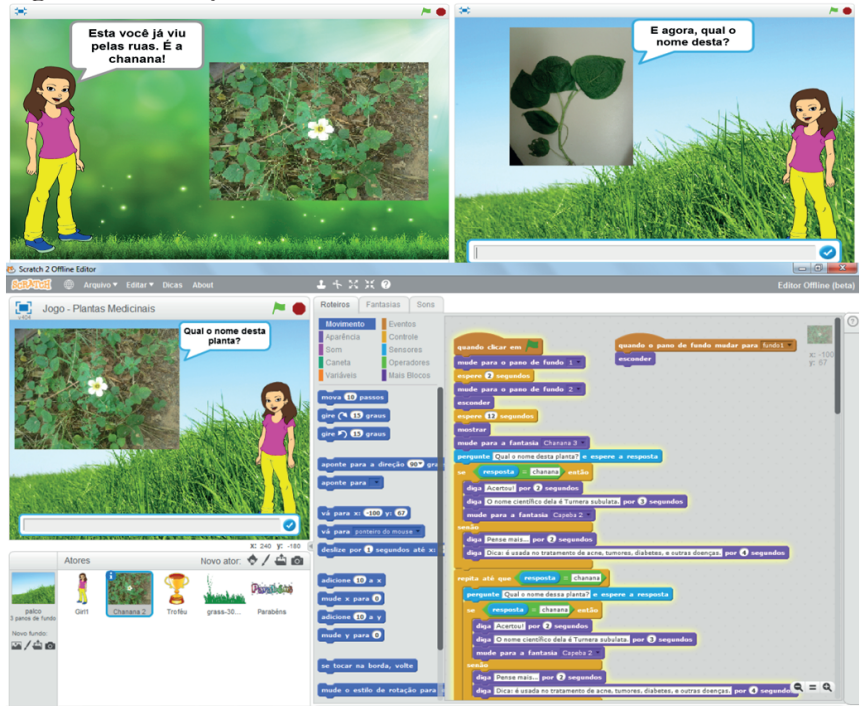 Esta você já viu
pelas ruas. É a
chanana!
E agora, qual o
nome desta?
Scratch 2 Offline Editor
SCRATCH Arquivo Editar Dicas About
Editor Offline (beta)
v404
Jogo - Plantas Medicinais
Qual o nome desta
planta?
x: 240 y: -180
Atores
Novo ator:
palco
3 panos de fundo
Novo fundo:
Girl1
Chanana 2
Troféu
grass-30...
Parabéns
Roteiros Fantasias Sons
Movimento Eventos
Aparência Controle
Som Sensores
Caneta Operadores
Variáveis Mais Blocos
mova 10 passos
gire 15 graus
gire 15 graus
aponte para a direção 90 gra
aponte para
vá para x: -100 y: 67
vá para ponteiro do mouse
deslize por 1 segundos até x:
adicione 10 a x
mude x para 0
adicione 10 a y
mude y para 0
se tocar na borda, volte
mude o estilo de rotação para
quando clicar em
mude para o pano de fundo 1
espere 2 segundos
mude para o pano de fundo 2
esconder
espere 13 segundos
mostrar
mude para a fantasia Chanana 3
pergunte Qual o nome desta planta? e espere a resposta
se resposta = chanana então
diga Acertou! por 2 segundos
diga O nome científico dela é Turnera subulata. por 3 segundos
mude para a fantasia Capeba 2
senão
diga Pense mais... por 2 segundos
diga Dica: é usada no tratamento de acne, tumores, diabetes, e outras doenças. por 4 segundos
repita até que resposta = chanana
pergunte Qual o nome dessa planta? e espere a resposta
se resposta = chanana então
diga Acertou! por 2 segundos
diga O nome científico dela é Turnera subulata. por 3 segundos
mude para a fantasia Capeba 2
senão
diga Pense mais... por 2 segundos
diga Dica: é usada no tratamento de acne, tumores, diabetes, e outras doenças. por 4 segundos
quando o pano de fundo mudar para fundo1
esconder
x: -100
y: 67